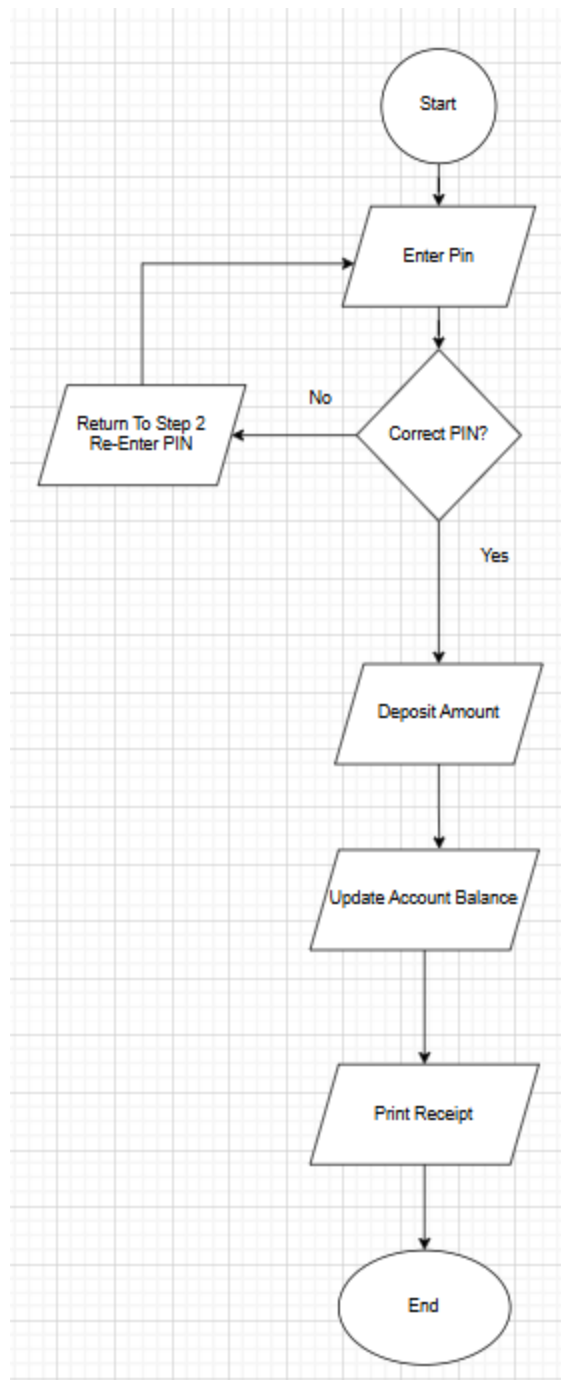 Start
Enter Pin
No
Return To Step 2
Re-Enter PIN
Correct PIN?
Yes
Deposit Amount
Update Account Balance
Print Receipt
End